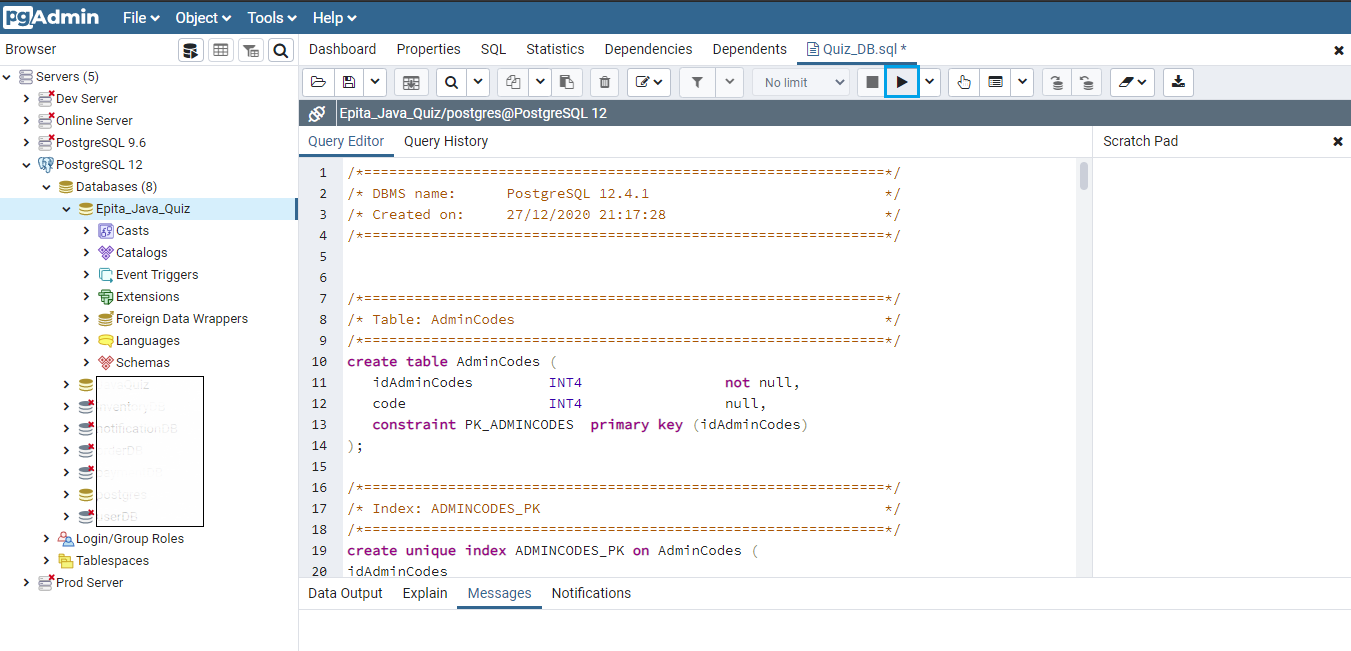 pgAdmin File Object Tools Help
Browser
Dashboard Properties SQL Statistics Dependencies Dependents Quiz_DB.sql *
No limit
Epita_Java_Quiz/postgres@PostgreSQL 12
Servers (5)
Dev Server
Online Server
PostgreSQL 9.6
PostgreSQL 12
Databases (8)
Epita_Java_Quiz
Casts
Catalogs
Event Triggers
Extensions
Foreign Data Wrappers
Languages
Schemas
notificationDB
postgres
userDB
Login/Group Roles
Tablespaces
Prod Server
Query Editor Query History
Scratch Pad
1 /*==============================================================*/
2 /* DBMS name:      PostgreSQL 12.4.1                            */
3 /* Created on:     27/12/2020 21:17:28                          */
4 /*==============================================================*/
5
6
7 /*==============================================================*/
8 /* Table: AdminCodes                                            */
9 /*==============================================================*/
10 create table AdminCodes (
11    idAdminCodes         INT4                 not null,
12    code                 INT4                 null,
13    constraint PK_ADMINCODES  primary key (idAdminCodes)
14 );
15
16 /*==============================================================*/
17 /* Index: ADMINCODES_PK                                         */
18 /*==============================================================*/
19 create unique index ADMINCODES_PK on AdminCodes (
20 idAdminCodes
Data Output Explain Messages Notifications